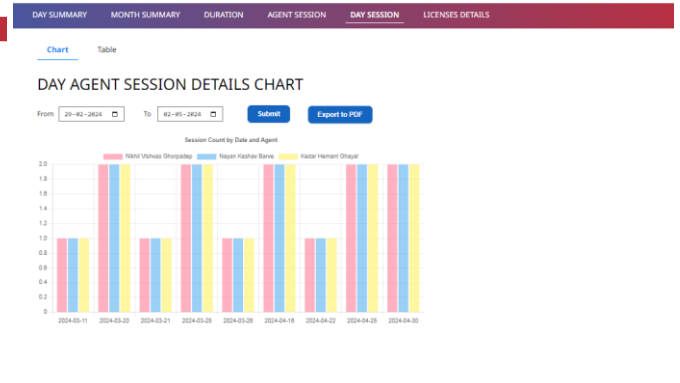 DAY SUMMARY MONTH SUMMARY DURATION AGENT SESSION DAY SESSION LICENSES DETAILS
Chart Table
DAY AGENT SESSION DETAILS CHART
From 29-02-2024 To 02-05-2024 Submit Export to PDF
Session Count by Date and Agent
Nikhil Vishvas Ghorpadep Nayan Kashav Barve Kedar Hemant Ghayal
2.0
1.8
1.6
1.4
1.2
1.0
0.8
0.6
0.4
0.2
0
2024-03-11 2024-03-20 2024-03-21 2024-03-25 2024-03-26 2024-04-16 2024-04-22 2024-04-25 2024-04-30